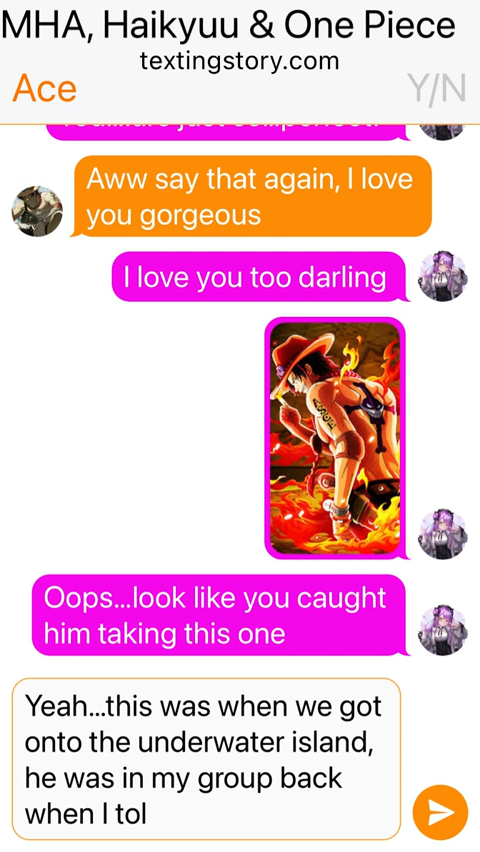 MHA, Haikyuu & One Piece
textingstory.com
Ace
Y/N
Aww say that again, I love
you gorgeous
I love you too darling
Oops...look like you caught
him taking this one
Yeah...this was when we got
onto the underwater island,
he was in my group back
when I tol